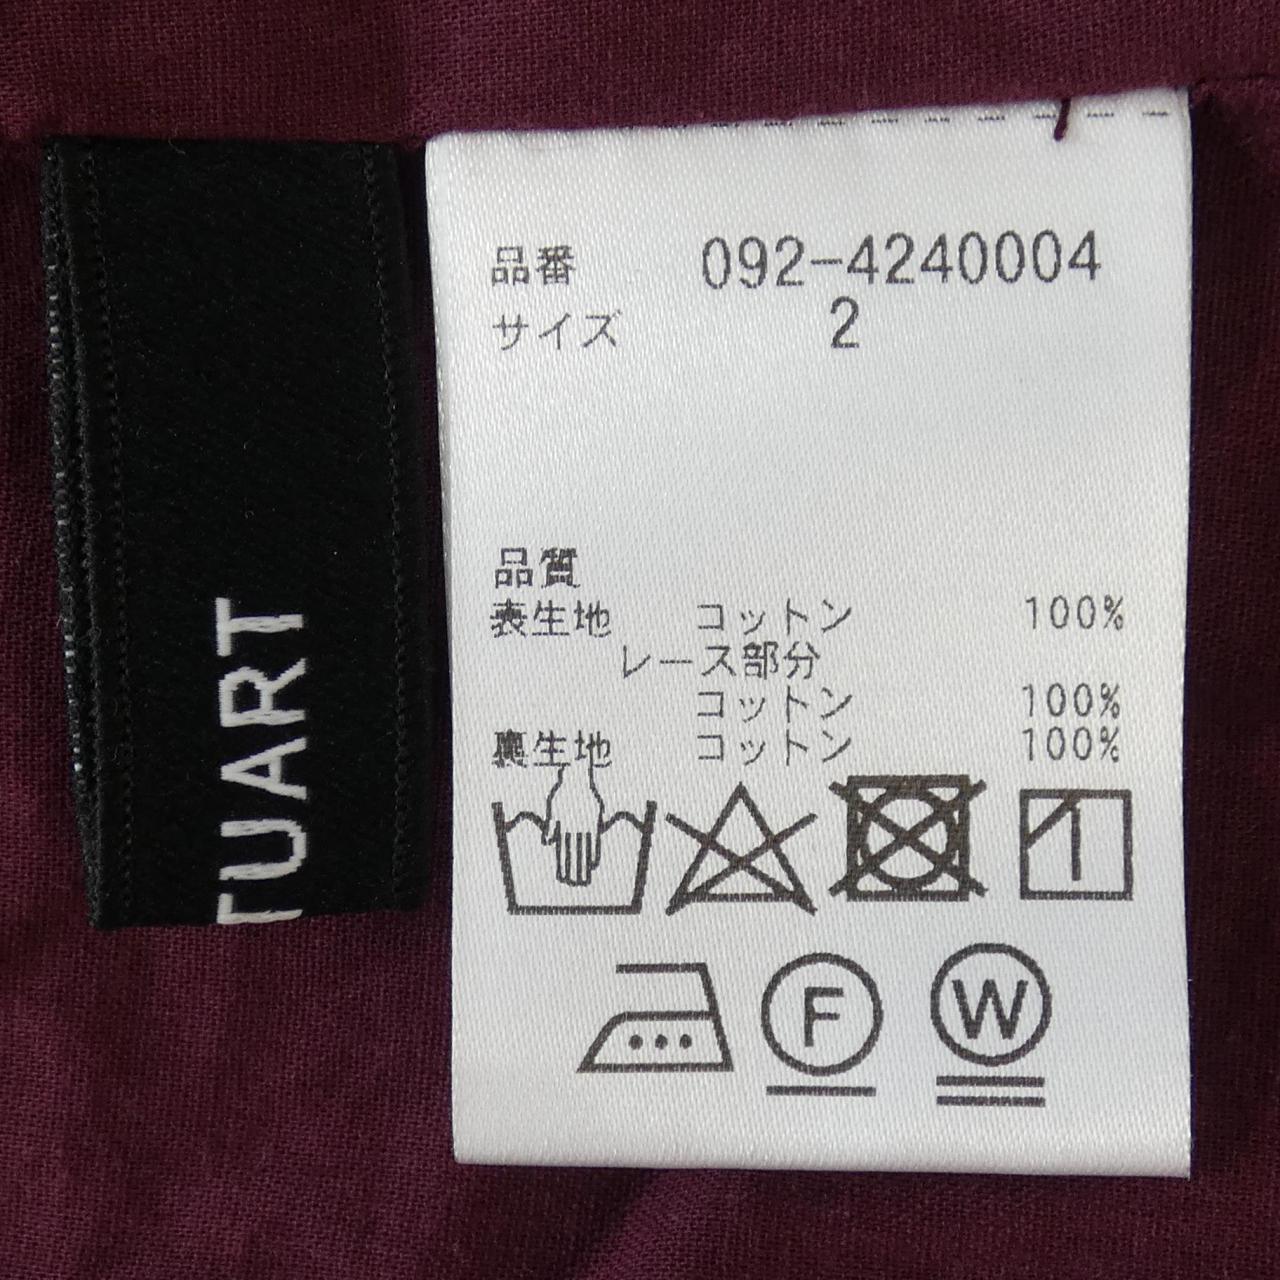 TUART
品番 092-4240004
サイズ 2
品質
表生地 コットン 100%
レース部分
コットン 100%
裏生地 コットン 100%
F W